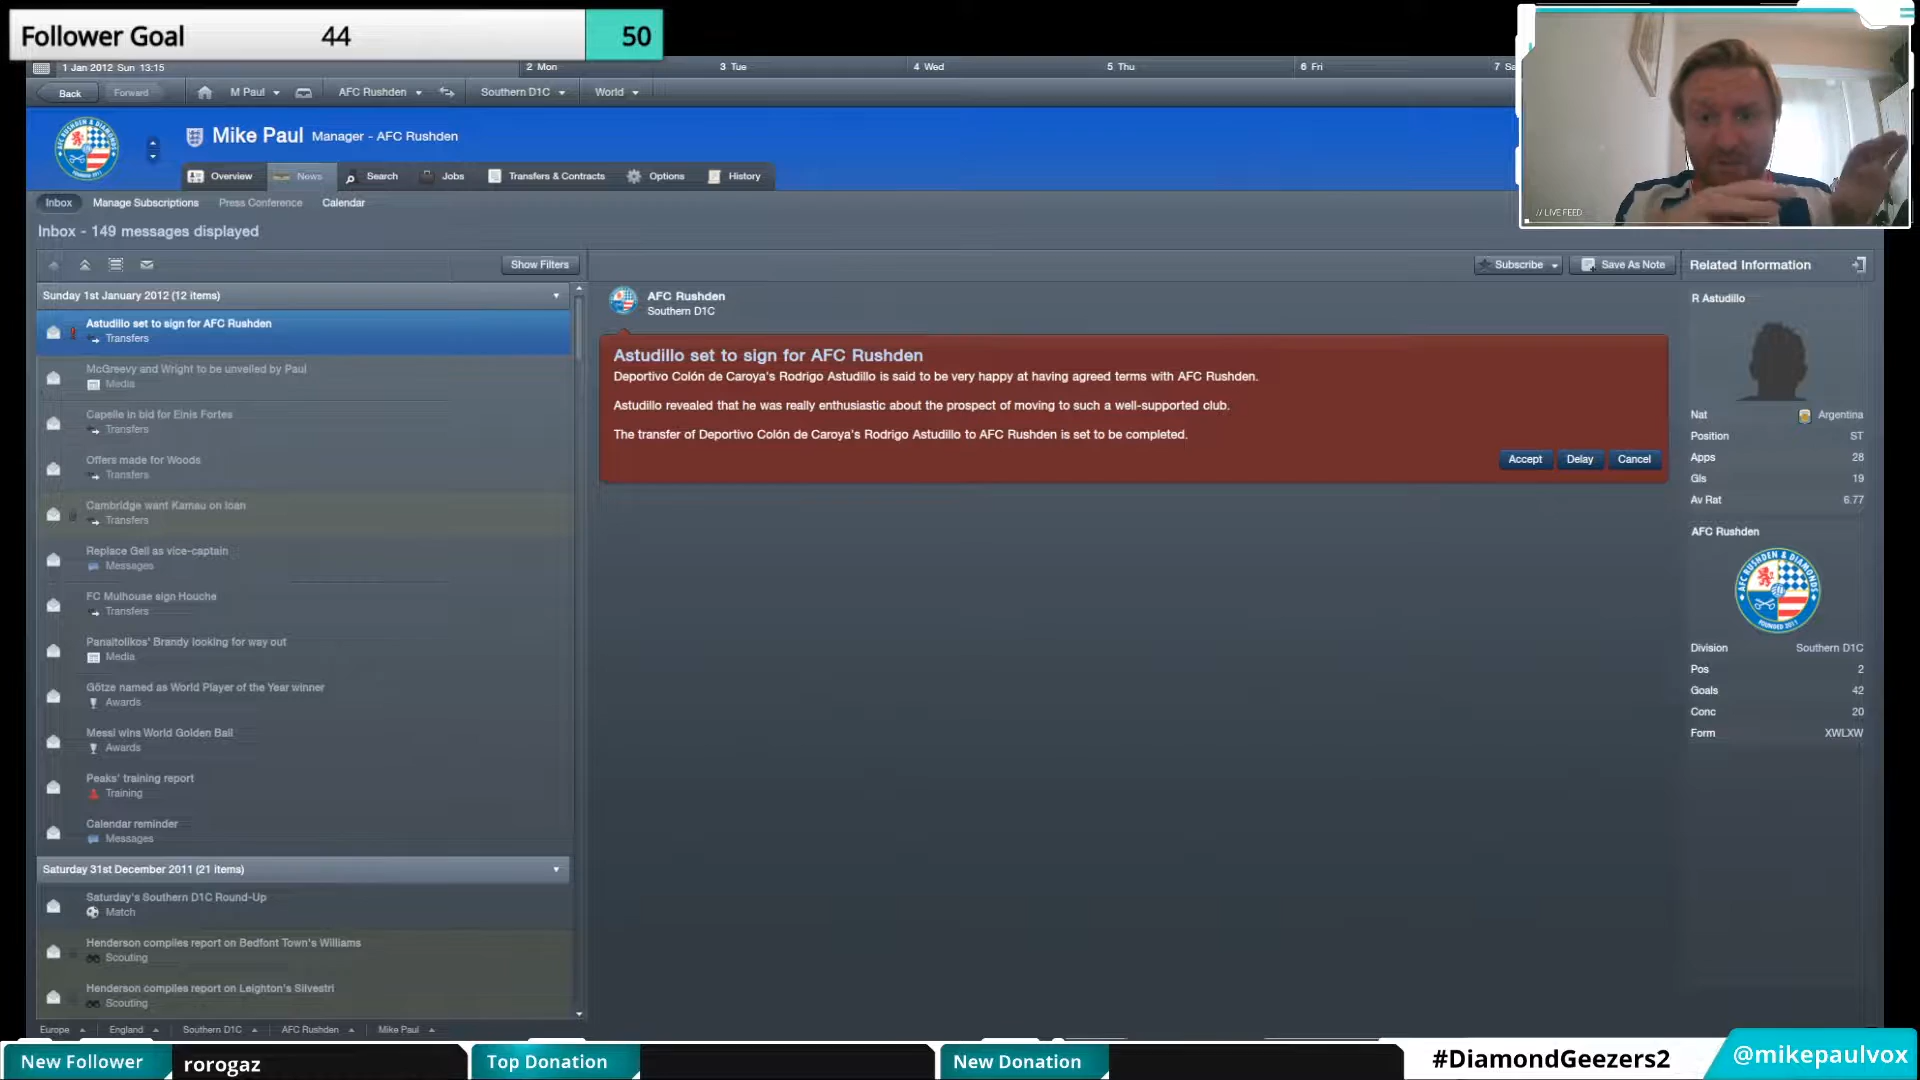 Follower Goal 44 50
1 Jan 2012 Sun 13:15 2 Mon 3 Tue 4 Wed 5 Thu 6 Fri 7 Sa
Back Forward M Paul AFC Rushden Southern D1C World
Mike Paul Manager - AFC Rushden
Overview News Search Jobs Transfers & Contracts Options History
Inbox Manage Subscriptions Press Conference Calendar
// LIVE FEED
Inbox - 149 messages displayed
Show Filters
Subscribe Save As Note Related Information
Sunday 1st January 2012 (12 items)
Astudillo set to sign for AFC Rushden
Transfers
McGreevy and Wright to be unveiled by Paul
Media
Capelle in bid for Elnis Fortes
Transfers
Offers made for Woods
Transfers
Cambridge want Kamau on loan
Transfers
Replace Gell as vice-captain
Messages
FC Mulhouse sign Houche
Transfers
Panaitolikos' Brandy looking for way out
Media
Götze named as World Player of the Year winner
Awards
Messi wins World Golden Ball
Awards
Peaks' training report
Training
Calendar reminder
Messages
Saturday 31st December 2011 (21 items)
Saturday's Southern D1C Round-Up
Match
Henderson compiles report on Bedfont Town's Williams
Scouting
Henderson compiles report on Leighton's Silvestri
Scouting
AFC Rushden
Southern D1C
Astudillo set to sign for AFC Rushden
Deportivo Colón de Caroya's Rodrigo Astudillo is said to be very happy at having agreed terms with AFC Rushden.
Astudillo revealed that he was really enthusiastic about the prospect of moving to such a well-supported club.
The transfer of Deportivo Colón de Caroya's Rodrigo Astudillo to AFC Rushden is set to be completed.
Accept Delay Cancel
R Astudillo
Nat Argentina
Position ST
Apps 28
Gls 19
Av Rat 6.77
AFC Rushden
AFC RUSHDEN & DIAMONDS
FOUNDED 2011
Division Southern D1C
Pos 2
Goals 42
Conc 20
Form XWLXW
Europe England Southern D1C AFC Rushden Mike Paul
New Follower rorogaz Top Donation New Donation #DiamondGeezers2 @mikepaulvox